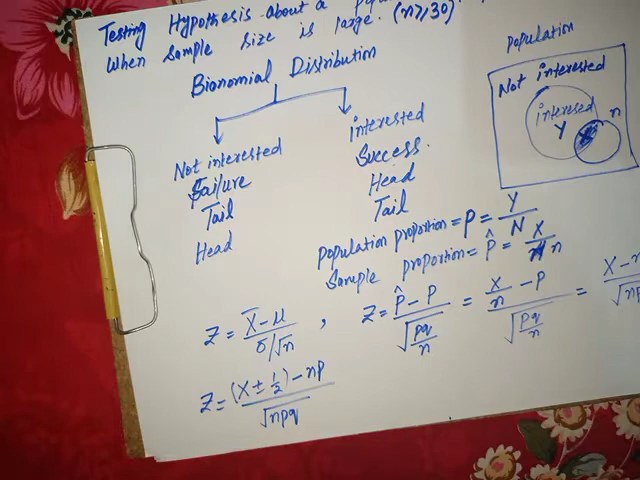 Testing Hypothesis about a
When sample size is large. (n≥30)
Bionomial Distribution
Not interested
Failure
Tail
Head
interested
Success.
Head
Tail
Population
Not interested
interesed
Y
X
n
Population proportion = P = Y/N
Sample proportion = P̂ = X/n
Z = (X̄ - μ)/(σ/√n) , Z = (P̂ - P)/√(pq/n) = (X/n - P)/√(pq/n) =
Z = ((X ± 1/2) - np)/√npq